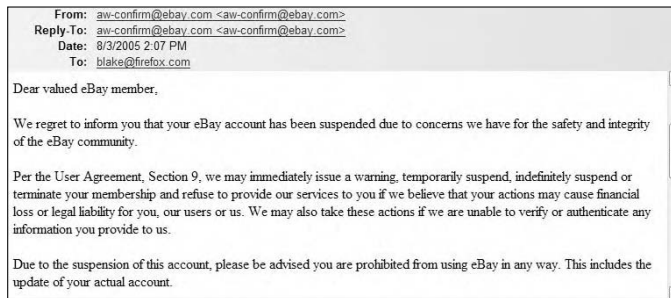 From: aw-confirm@ebay.com <aw-confirm@ebay.com>
Reply-To: aw-confirm@ebay.com <aw-confirm@ebay.com>
Date: 8/3/2005 2:07 PM
To: blake@firefox.com
Dear valued eBay member,
We regret to inform you that your eBay account has been suspended due to concerns we have for the safety and integrity
of the eBay community.
Per the User Agreement, Section 9, we may immediately issue a warning, temporarily suspend, indefinitely suspend or
terminate your membership and refuse to provide our services to you if we believe that your actions may cause financial
loss or legal liability for you, our users or us. We may also take these actions if we are unable to verify or authenticate any
information you provide to us.
Due to the suspension of this account, please be advised you are prohibited from using eBay in any way. This includes the
update of your actual account.